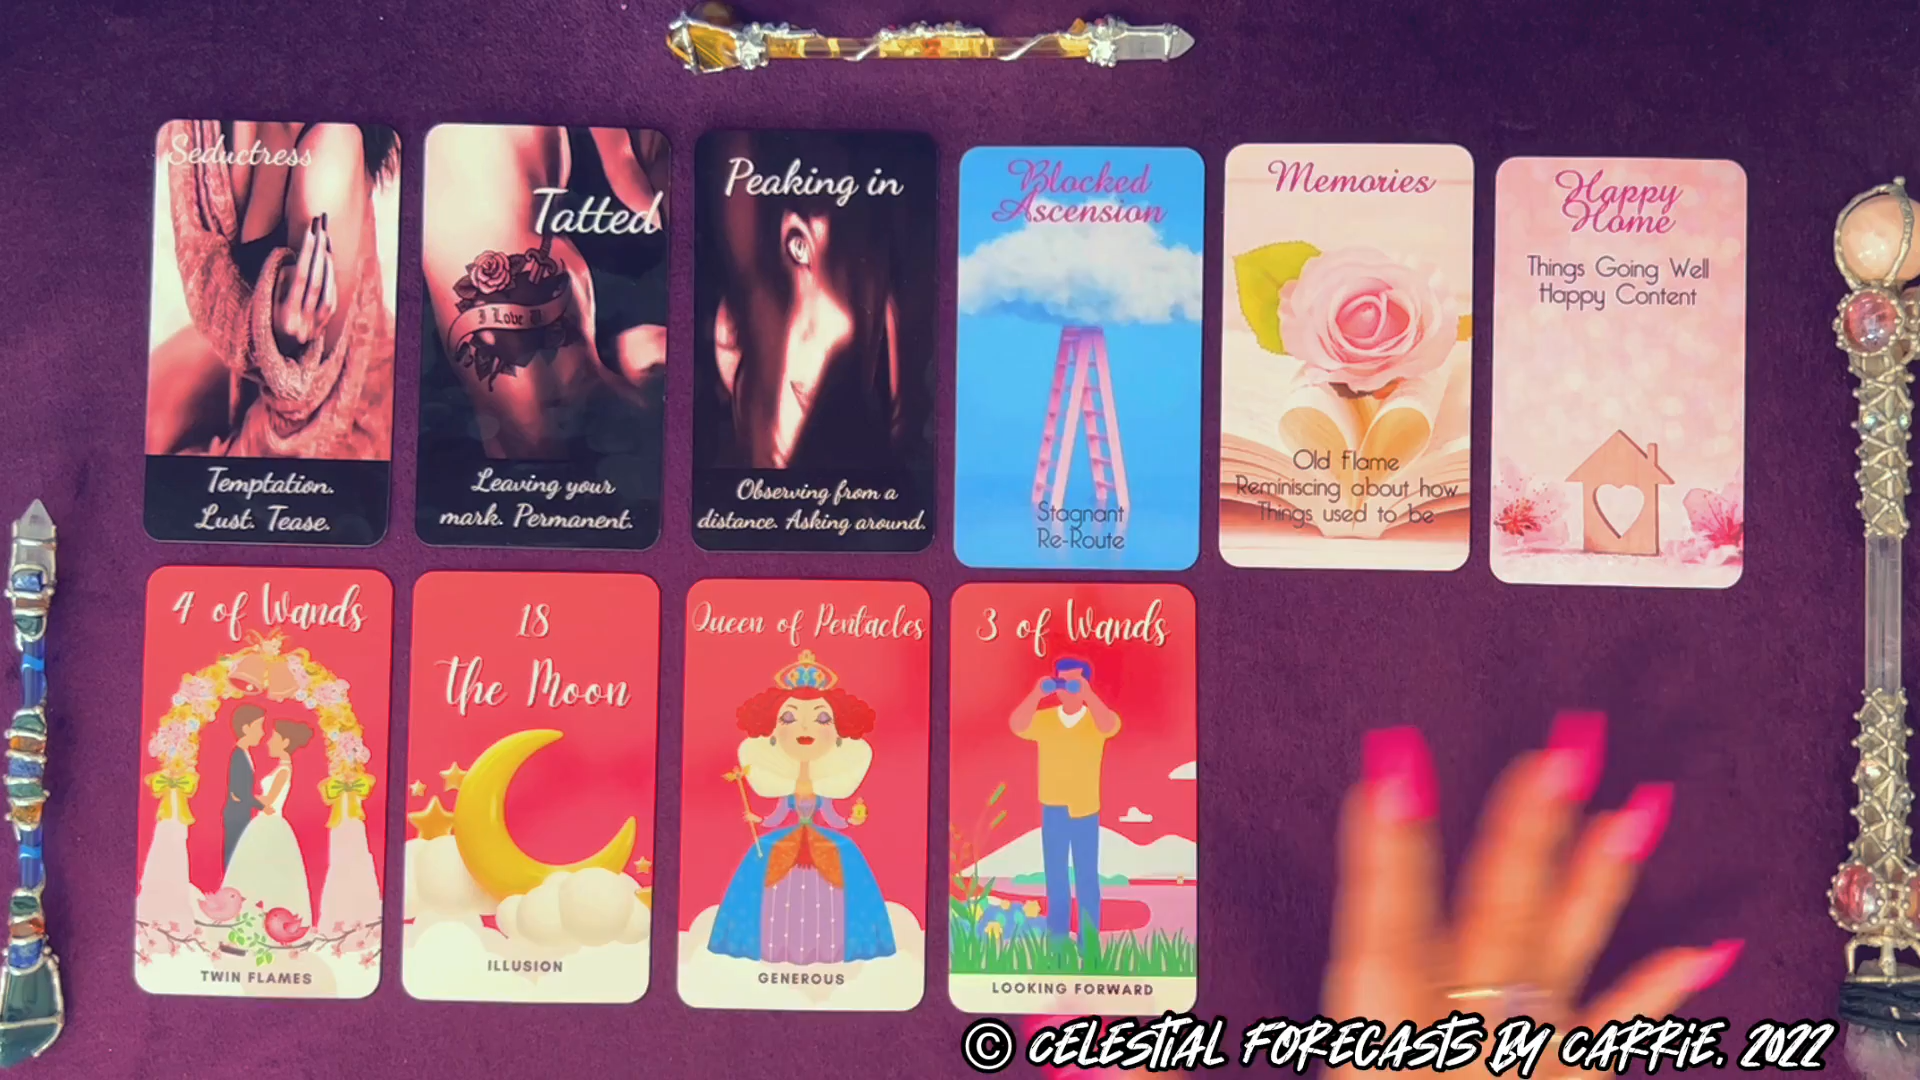 Seductress
Temptation.
Lust. Tease.
Tatted
I Love
Leaving your
mark. Permanent.
Peaking in
Observing from a
distance. Asking around.
Blocked
Ascension
Stagnant
Re-Route
Memories
Old Flame
Reminiscing about how
Things used to be
Happy
Home
Things Going Well
Happy Content
4 of Wands
TWIN FLAMES
18
the Moon
ILLUSION
Queen of Pentacles
GENEROUS
3 of Wands
LOOKING FORWARD
© CELESTIAL FORECASTS BY CARRIE. 2022